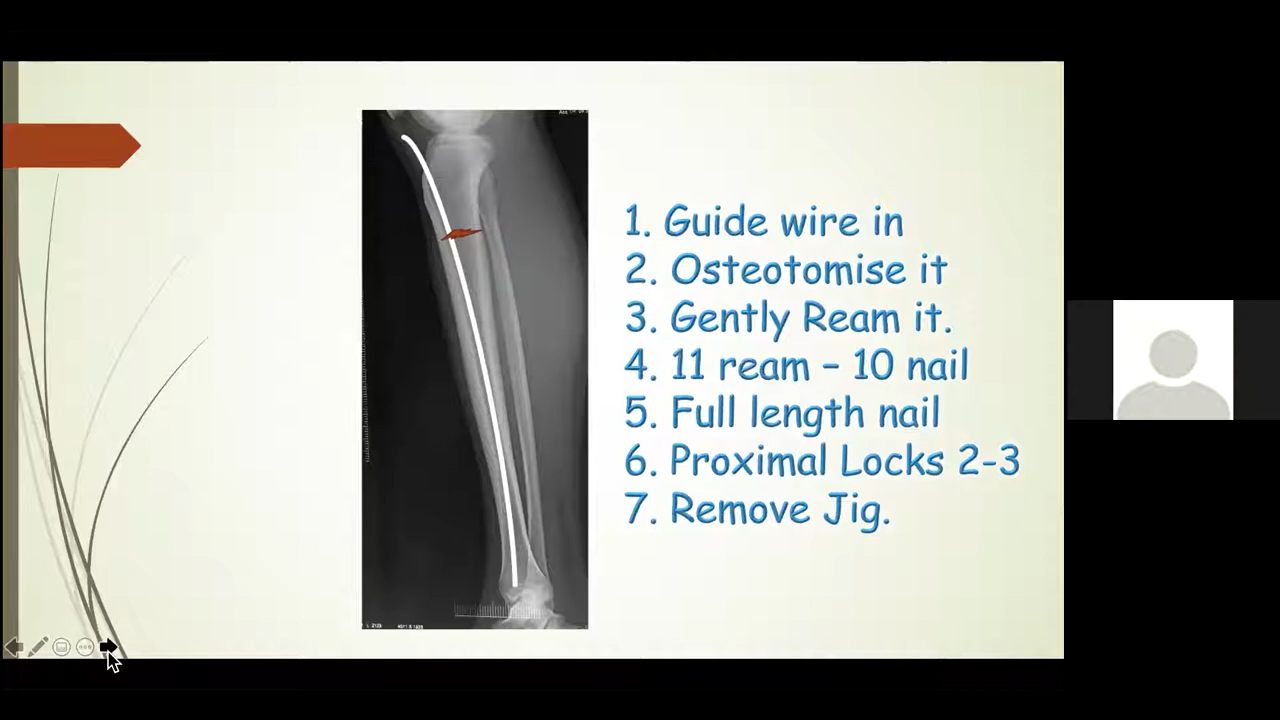 1. Guide wire in
2. Osteotomise it
3. Gently Ream it.
4. 11 ream – 10 nail
5. Full length nail
6. Proximal Locks 2-3
7. Remove Jig.